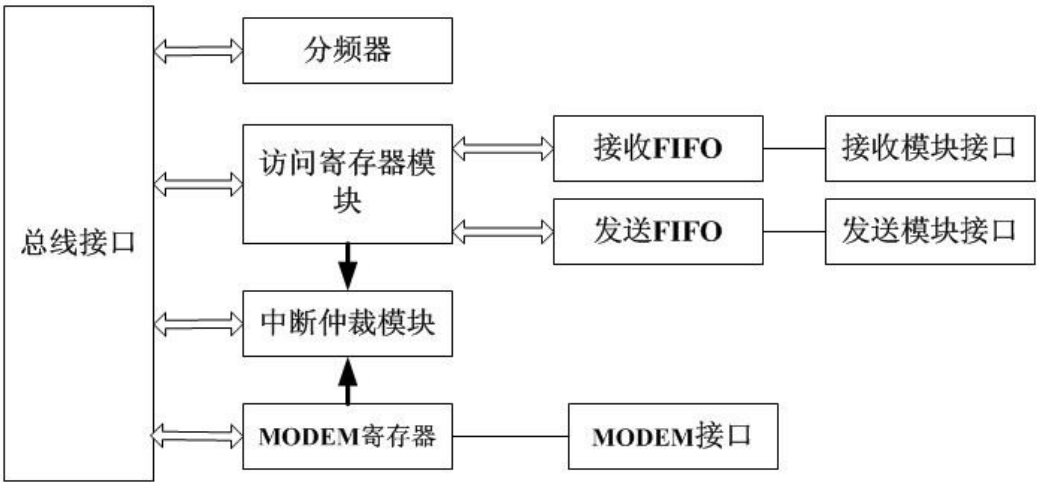 分频器
访问寄存器模
块
接收FIFO
接收模块接口
发送FIFO
发送模块接口
总线接口
中断仲裁模块
MODEM寄存器
MODEM接口